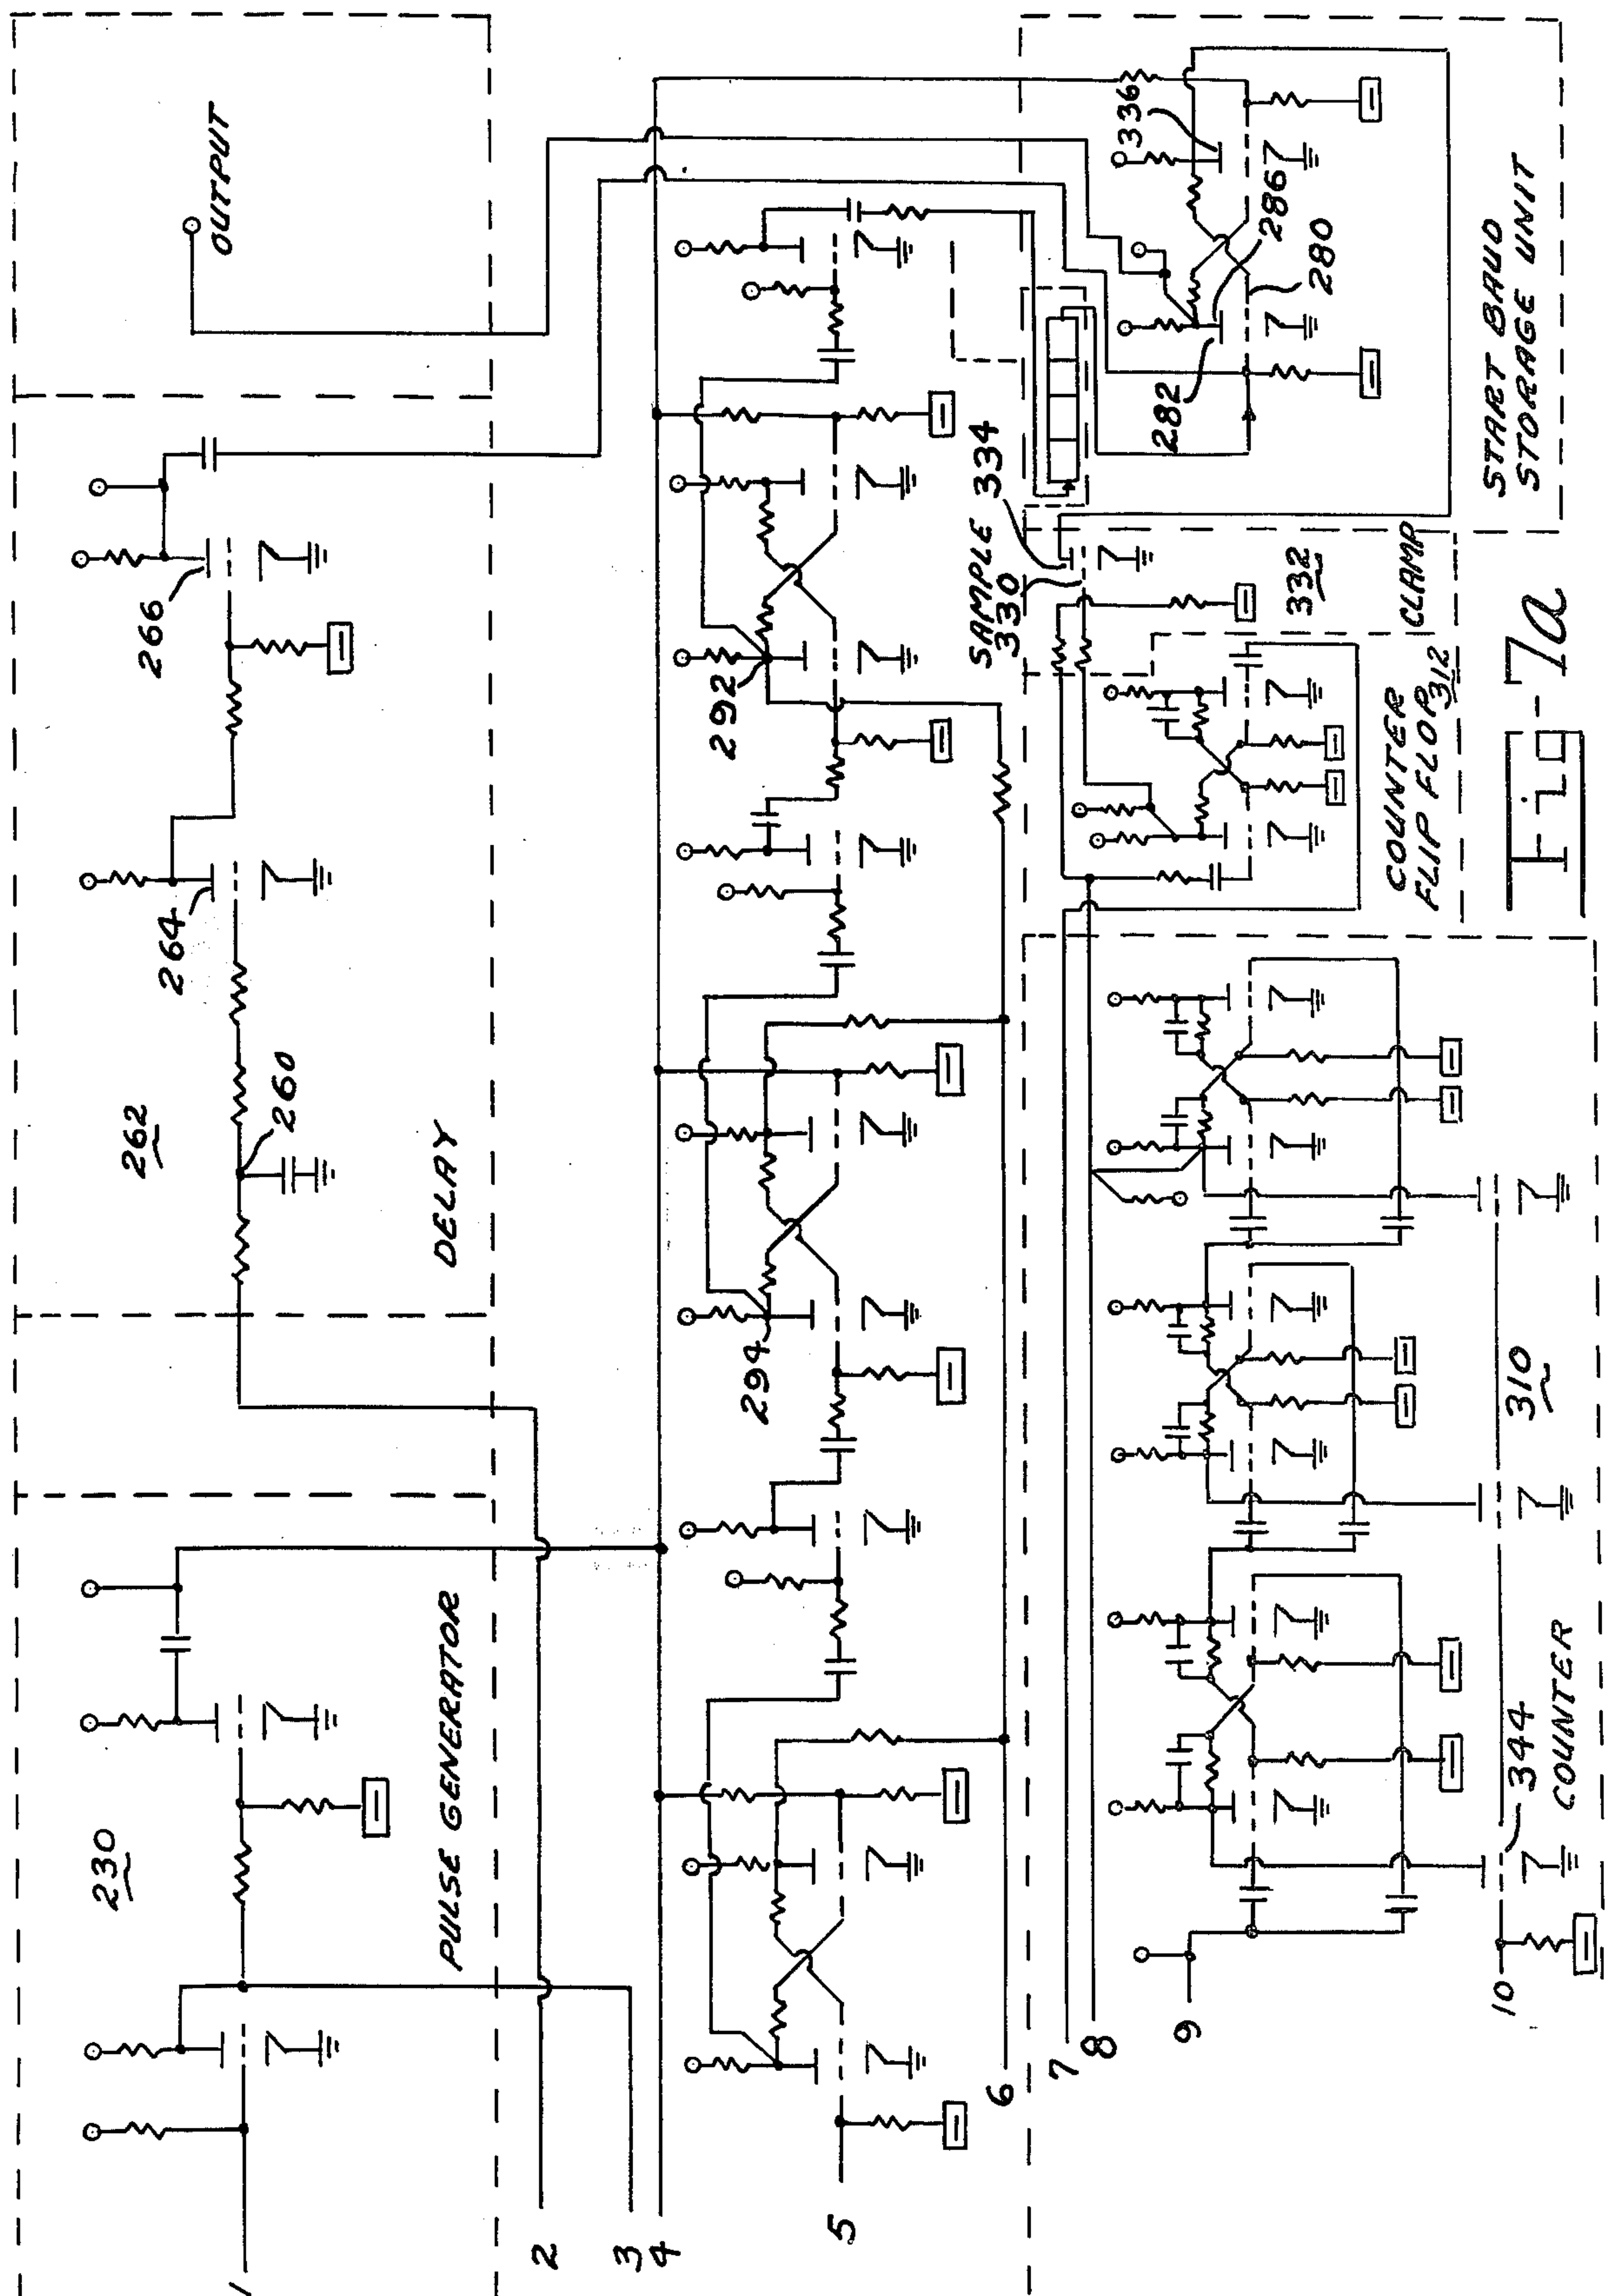 OUTPUT
266
264
262
260
DELAY
230
PULSE GENERATOR
1
2
3
4
292
294
5
6
SAMPLE 334
330
336
286
280
282
START BAUD
STORAGE UNIT
332
CLAMP
COUNTER
FLIP FLOP
312
7
8
9
10
310
344
COUNTER
Fig-7a